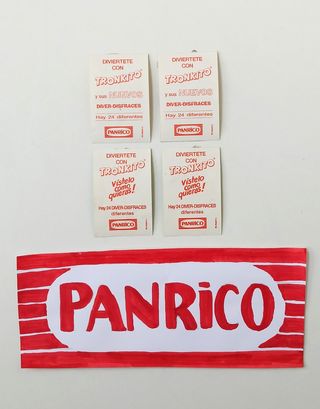 DIVIERTETE
CON
TRONKITO
y sus NUEVOS
DIVER-DISFRACES
Hay 24 diferentes
PANRICO
DIVIERTETE
CON
TRONKITO
y sus NUEVOS
DIVER-DISFRACES
Hay 24 diferentes
PANRICO
DIVIERTETE
CON
TRONKITO
Vístelo
como
quieras!
Hay 24 DIVER-DISFRACES
diferentes
PANRICO
DIVIERTETE
CON
TRONKITO
Vístelo
como
quieras!
Hay 24 DIVER-DISFRACES
diferentes
PANRICO
PANRiCO